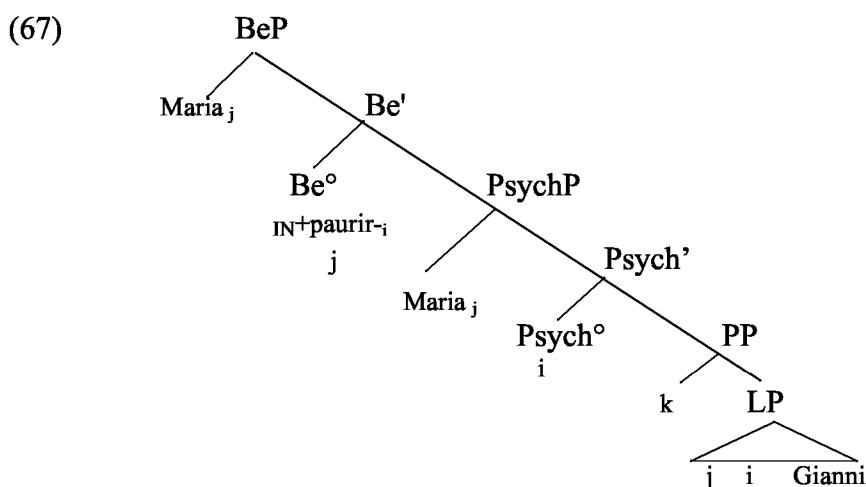 (67)
BeP
Maria j
Be'
Be°
IN+paurir-i
j
PsychP
Maria j
Psych’
Psych°
i
PP
k
LP
j i Gianni